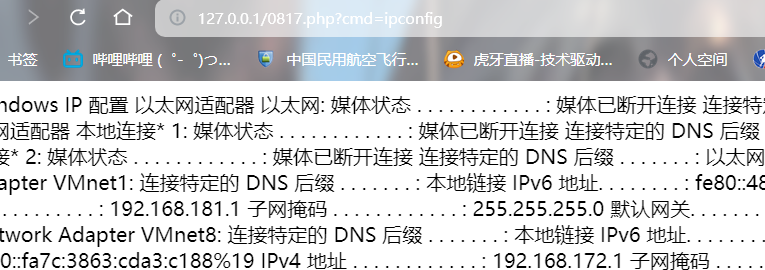 127.0.0.1/0817.php?cmd=ipconfig
书签 哔哩哔哩 (゜-゜)つ... 中国民用航空飞行... 虎牙直播-技术驱动... 个人空间
ndows IP 配置 以太网适配器 以太网: 媒体状态 . . . . . . . . . . . . : 媒体已断开连接 连接特定
网适配器 本地连接* 1: 媒体状态 . . . . . . . . . . . . : 媒体已断开连接 连接特定的 DNS 后缀
接* 2: 媒体状态 . . . . . . . . . . . . : 媒体已断开连接 连接特定的 DNS 后缀 . . . . . . . : 以太网
apter VMnet1: 连接特定的 DNS 后缀 . . . . . . . : 本地链接 IPv6 地址. . . . . . . . : fe80::48
. . . . . . . . . . : 192.168.181.1 子网掩码 . . . . . . . . . . . . : 255.255.255.0 默认网关. . . . . . .
twork Adapter VMnet8: 连接特定的 DNS 后缀 . . . . . . . : 本地链接 IPv6 地址. . .
0::fa7c:3863:cda3:c188%19 IPv4 地址 . . . . . . . . . . . . : 192.168.172.1 子网掩码 . . . . .